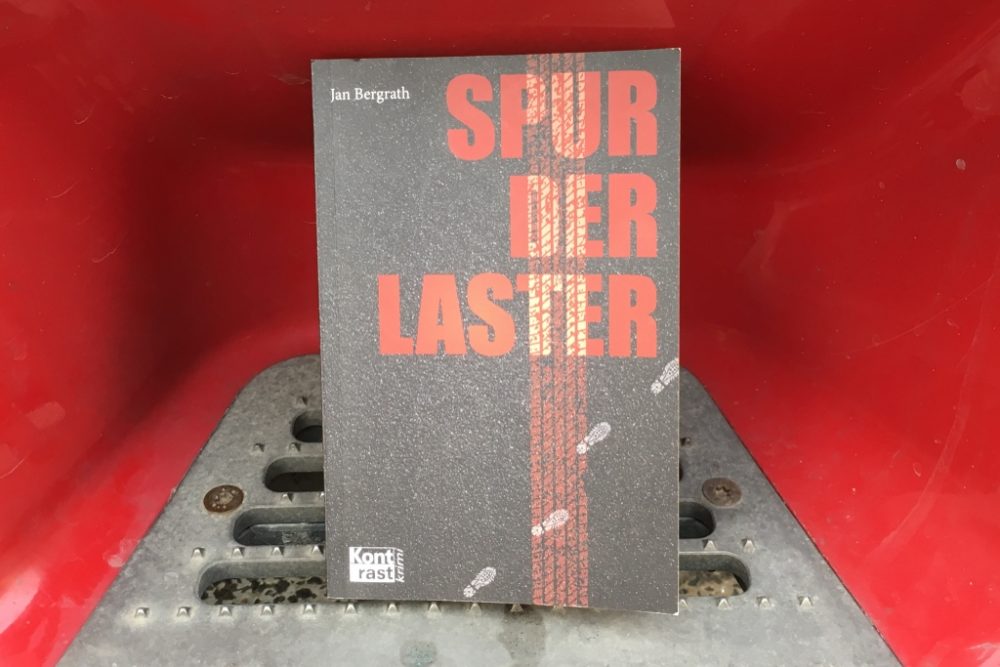 Jan Bergrath
SPUR
DER
LASTER
Kont
rast
krimi